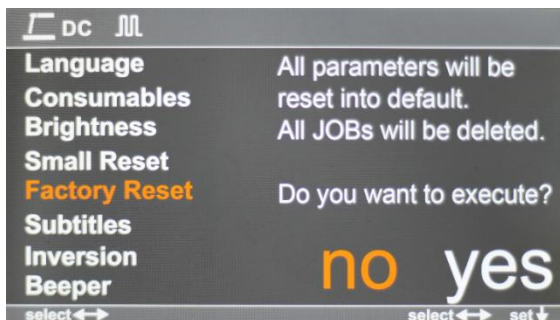 DC
Language
Consumables
Brightness
Small Reset
Factory Reset
Subtitles
Inversion
Beeper
All parameters will be
reset into default.
All JOBs will be deleted.
Do you want to execute?
no yes
select
select set